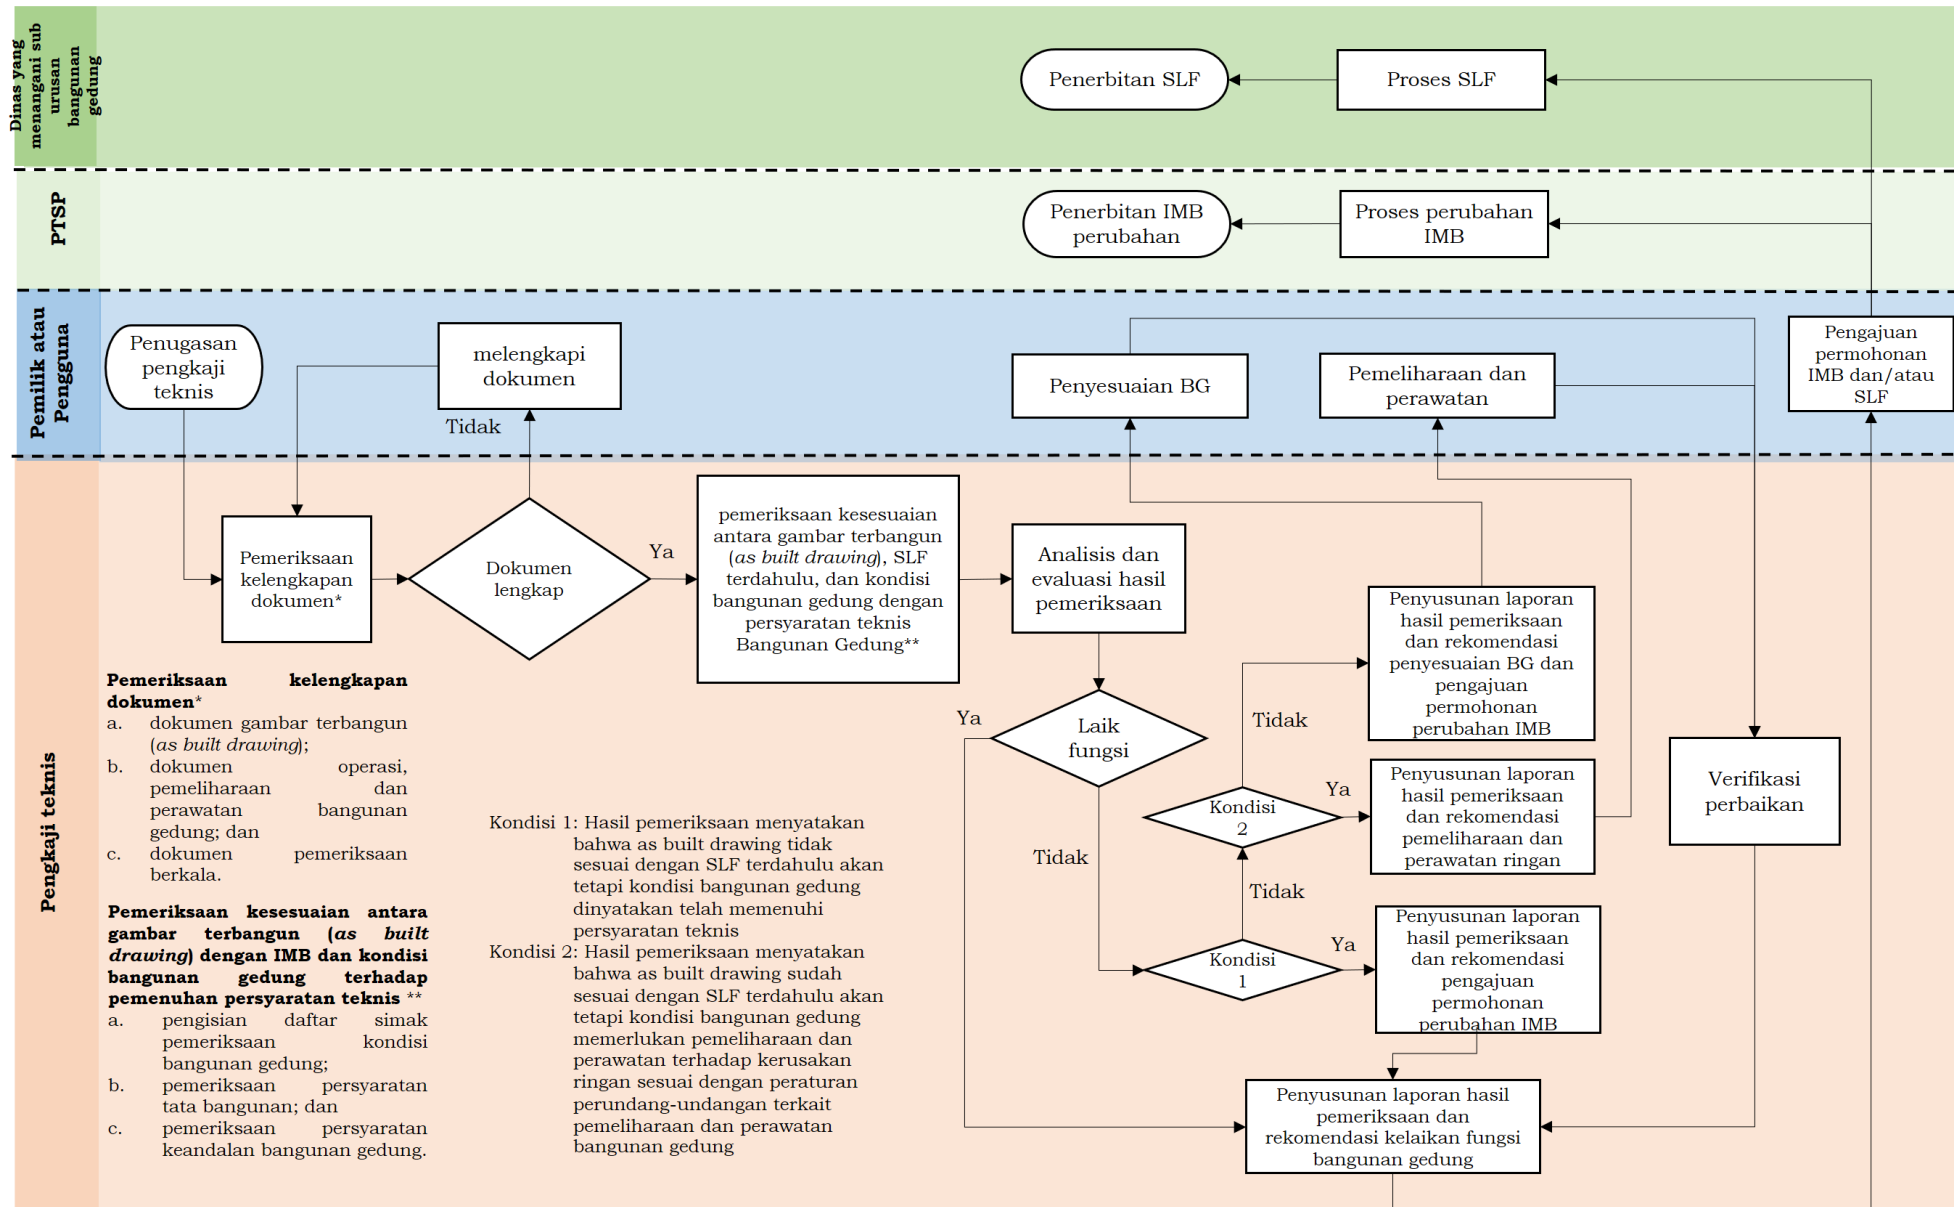 Dinas yang
menangani sub
urusan
bangunan
gedung
Penerbitan SLF
Proses SLF
PTSP
Penerbitan IMB
perubahan
Proses perubahan
IMB
Pemilik atau
Pengguna
Penugasan
pengkaji
teknis
melengkapi
dokumen
Tidak
Penyesuaian BG
Pemeliharaan dan
perawatan
Pengajuan
permohonan
IMB dan/atau
SLF
Pengkaji teknis
Pemeriksaan
kelengkapan
dokumen*
Dokumen
lengkap
Ya
pemeriksaan kesesuaian
antara gambar terbangun
(as built drawing), SLF
terdahulu, dan kondisi
bangunan gedung dengan
persyaratan teknis
Bangunan Gedung**
Analisis dan
evaluasi hasil
pemeriksaan
Ya
Laik
fungsi
Tidak
Tidak
Penyusunan laporan
hasil pemeriksaan
dan rekomendasi
penyesuaian BG dan
pengajuan
permohonan
perubahan IMB
Kondisi
2
Ya
Penyusunan laporan
hasil pemeriksaan
dan rekomendasi
pemeliharaan dan
perawatan ringan
Verifikasi
perbaikan
Tidak
Kondisi
1
Ya
Penyusunan laporan
hasil pemeriksaan
dan rekomendasi
pengajuan
permohonan
perubahan IMB
Penyusunan laporan hasil
pemeriksaan dan
rekomendasi kelaikan fungsi
bangunan gedung
Pemeriksaan kelengkapan
dokumen*
a. dokumen gambar terbangun
(as built drawing);
b. dokumen operasi,
pemeliharaan dan
perawatan bangunan
gedung; dan
c. dokumen pemeriksaan
berkala.
Pemeriksaan kesesuaian antara
gambar terbangun (as built
drawing) dengan IMB dan kondisi
bangunan gedung terhadap
pemenuhan persyaratan teknis **
a. pengisian daftar simak
pemeriksaan kondisi
bangunan gedung;
b. pemeriksaan persyaratan
tata bangunan; dan
c. pemeriksaan persyaratan
keandalan bangunan gedung.
Kondisi 1: Hasil pemeriksaan menyatakan
bahwa as built drawing tidak
sesuai dengan SLF terdahulu akan
tetapi kondisi bangunan gedung
dinyatakan telah memenuhi
persyaratan teknis
Kondisi 2: Hasil pemeriksaan menyatakan
bahwa as built drawing sudah
sesuai dengan SLF terdahulu akan
tetapi kondisi bangunan gedung
memerlukan pemeliharaan dan
perawatan terhadap kerusakan
ringan sesuai dengan peraturan
perundang-undangan terkait
pemeliharaan dan perawatan
bangunan gedung